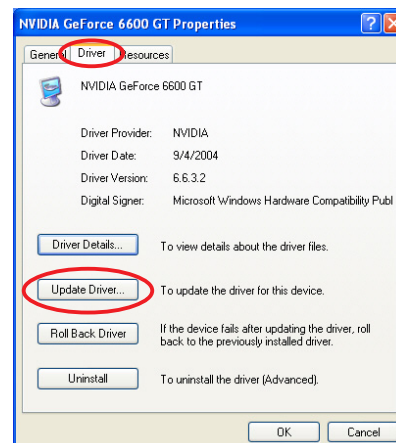 NVIDIA GeForce 6600 GT Properties
General Driver Resources
NVIDIA GeForce 6600 GT
Driver Provider: NVIDIA
Driver Date: 9/4/2004
Driver Version: 6.6.3.2
Digital Signer: Microsoft Windows Hardware Compatibility Publ
Driver Details... To view details about the driver files.
Update Driver... To update the driver for this device.
Roll Back Driver If the device fails after updating the driver, roll
back to the previously installed driver.
Uninstall To uninstall the driver (Advanced).
OK Cancel